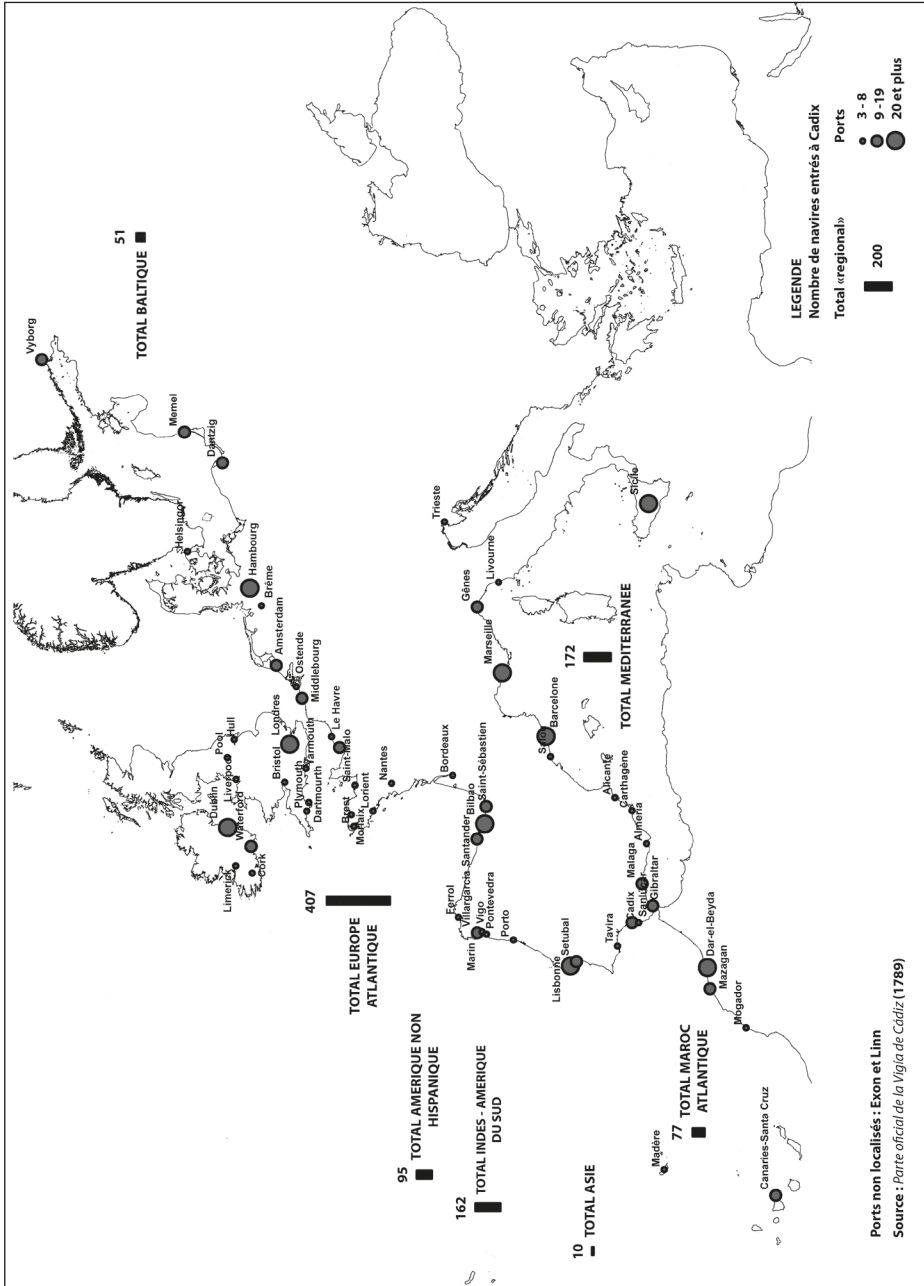 Vyborg
51
TOTAL BALTIQUE
Memel
Dantzig
Helsingor
Hambourg
Brême
Amsterdam
Ostende
Middlebourg
Londres
Yarmouth
Le Havre
Saint-Malo
Hull
Pool
Liverpool
Bristol
Plymouth
Dartmourth
Dublin
Waterford
Limerick
Cork
Brest
Morlaix
Lorient
Nantes
Bordeaux
407
TOTAL EUROPE
ATLANTIQUE
Saint-Sébastien
Bilbao
Santander
Ferrol
Villargarcia
Vigo
Pontevedra
Marin
Porto
Setubal
Lisbonne
Tavira
Cadix
Malaga
Gibraltar
Almeria
Carthagène
Alicante
Salou
Barcelone
Marseille
Gênes
Livourne
Trieste
Sicile
172
TOTAL MEDITERRANEE
95
TOTAL AMERIQUE NON
HISPANIQUE
162
TOTAL INDES - AMERIQUE
DU SUD
10
TOTAL ASIE
77
TOTAL MAROC
ATLANTIQUE
Dar-el-Beyda
Mazagan
Mogador
Madère
Canaries-Santa Cruz
LEGENDE
Nombre de navires entrés à Cadix
Total «regional»
200
Ports
3 - 8
9 -19
20 et plus
Ports non localisés : Exon et Linn
Source : Parte oficial de la Vigía de Cádiz (1789)